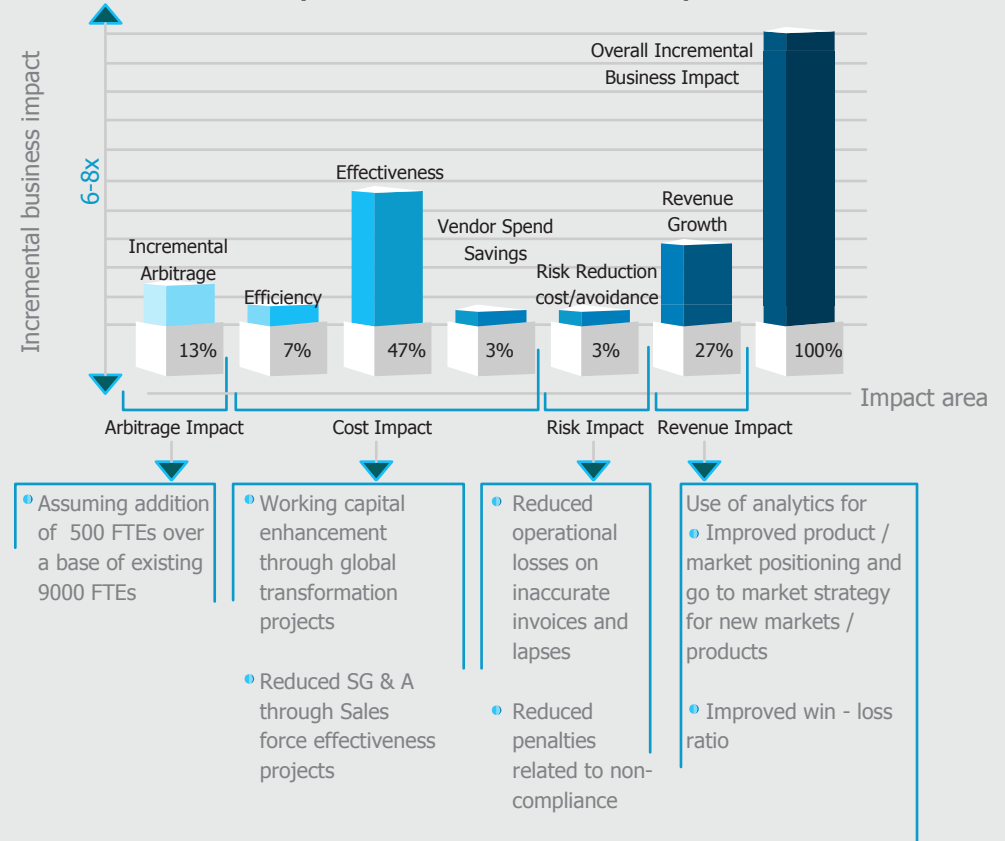 Incremental business impact
6-8x
Overall Incremental
Business Impact
Effectiveness
Revenue
Growth
Vendor Spend
Savings
Incremental
Arbitrage
Risk Reduction
cost/avoidance
Efficiency
13%
7%
47%
3%
3%
27%
100%
Impact area
Arbitrage Impact
Cost Impact
Risk Impact
Revenue Impact
Assuming addition
of 500 FTEs over
a base of existing
9000 FTEs
Working capital
enhancement
through global
transformation
projects
Reduced SG & A
through Sales
force effectiveness
projects
Reduced
operational
losses on
inaccurate
invoices and
lapses
Reduced
penalties
related to non-
compliance
Use of analytics for
Improved product /
market positioning and
go to market strategy
for new markets /
products
Improved win - loss
ratio